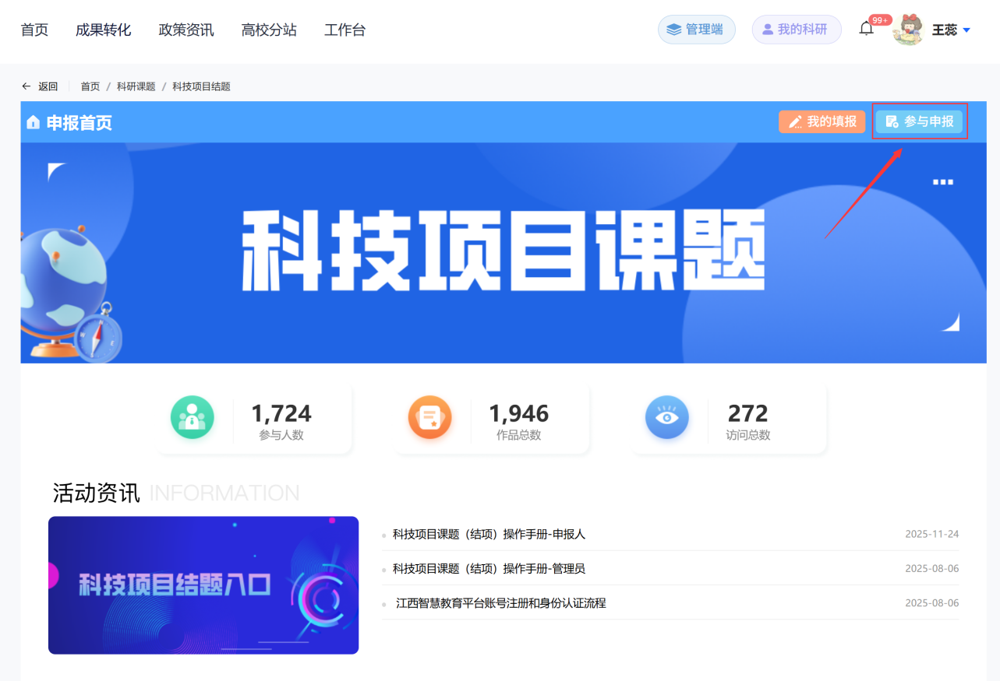 首页 成果转化 政策资讯 高校分站 工作台 管理端 我的科研 99+ 王蕊
返回 首页 / 科研课题 / 科技项目结题
申报首页 我的填报 参与申报
科技项目课题
N
W E
1,724
参与人数
1,946
作品总数
272
访问总数
活动资讯 INFORMATION
科技项目结题入口
科技项目课题（结项）操作手册-申报人 2025-11-24
科技项目课题（结项）操作手册-管理员 2025-08-06
江西智慧教育平台账号注册和身份认证流程 2025-08-06